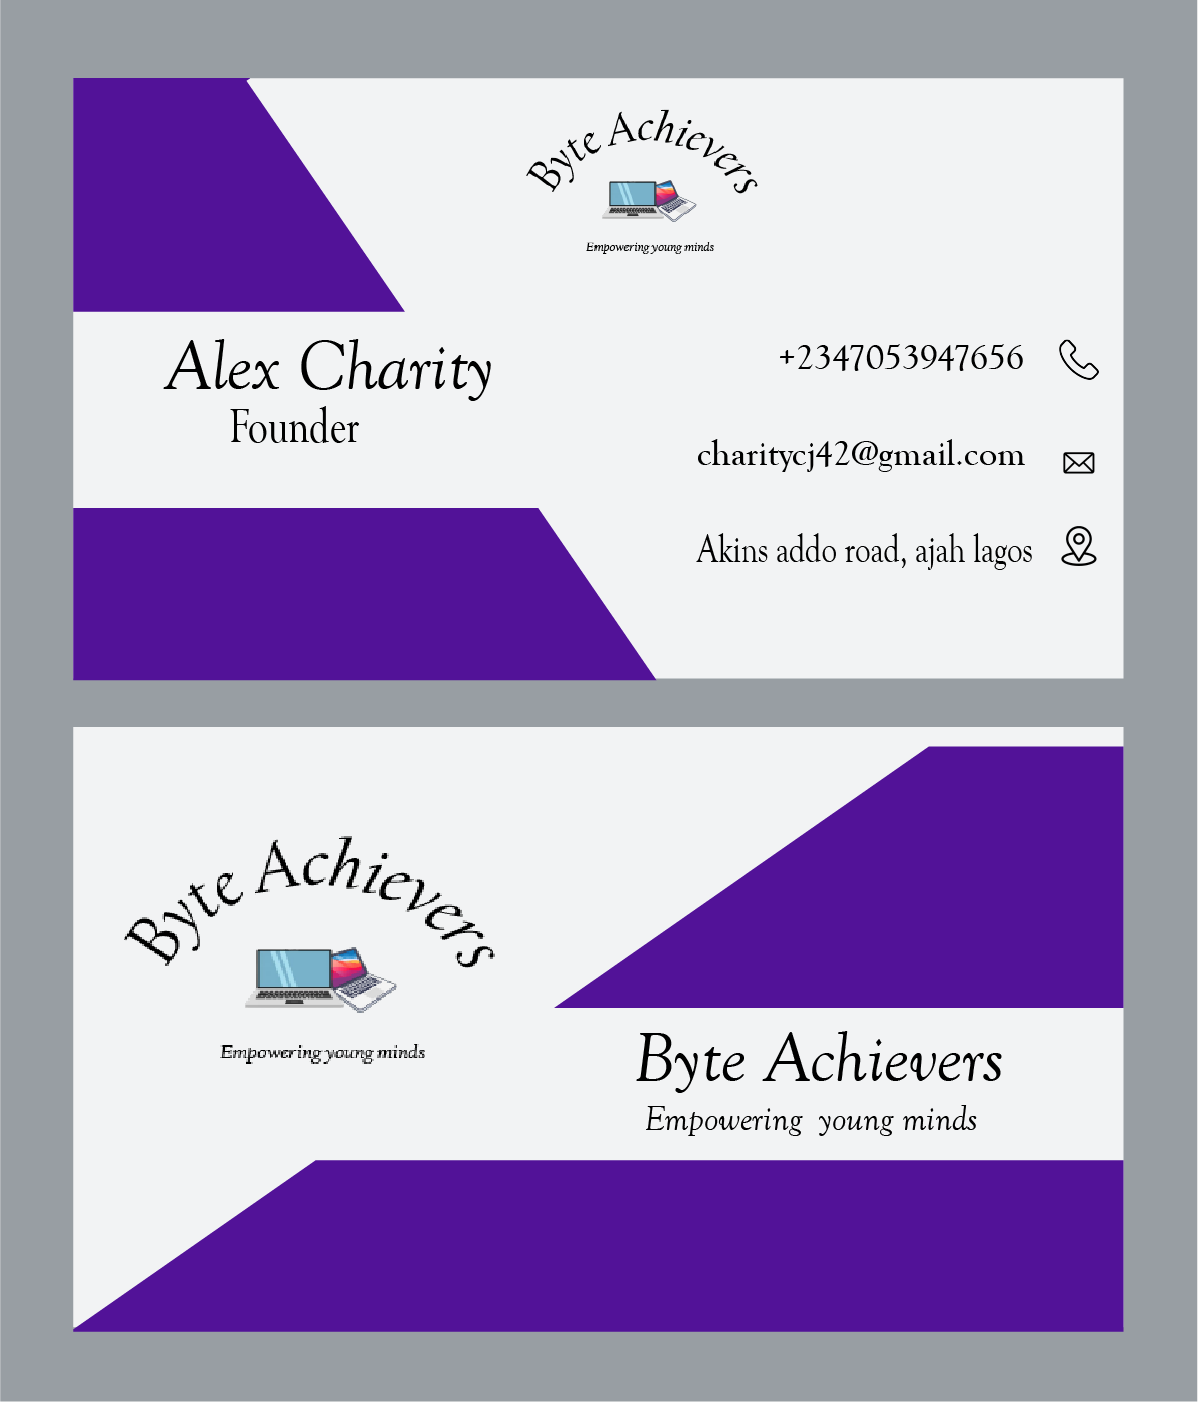 Byte Achievers
Empowering young minds
Alex Charity
Founder
+2347053947656
charitycj42@gmail.com
Akins addo road, ajah lagos
Byte Achievers
Empowering young minds
Byte Achievers
Empowering young minds